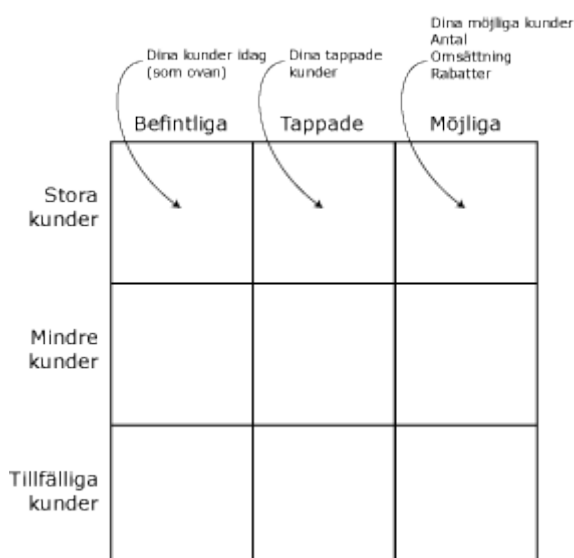 Dina möjliga kunder
Antal
Omsättning
Rabatter
Dina kunder idag
(som ovan)
Dina tappade
kunder
Befintliga
Tappade
Möjliga
Stora
kunder
Mindre
kunder
Tillfälliga
kunder